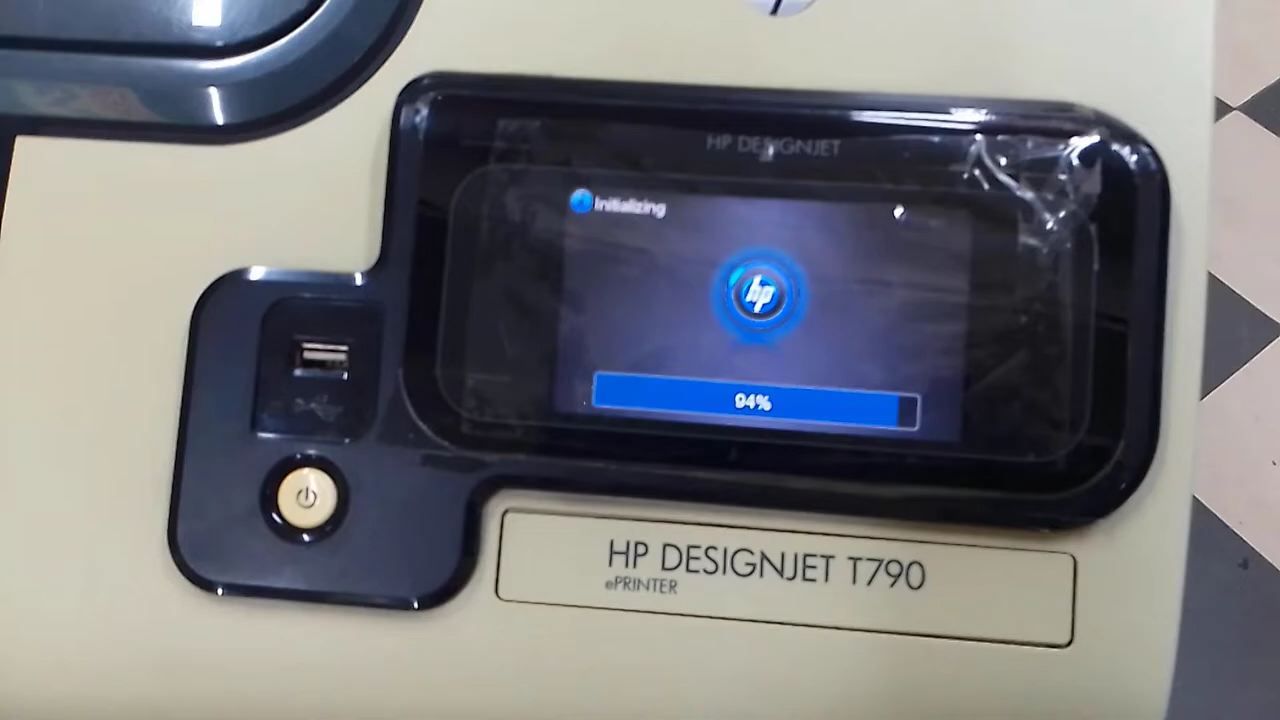 HP DESIGNJET
Initializing
hp
94%
HP DESIGNJET T790
ePRINTER